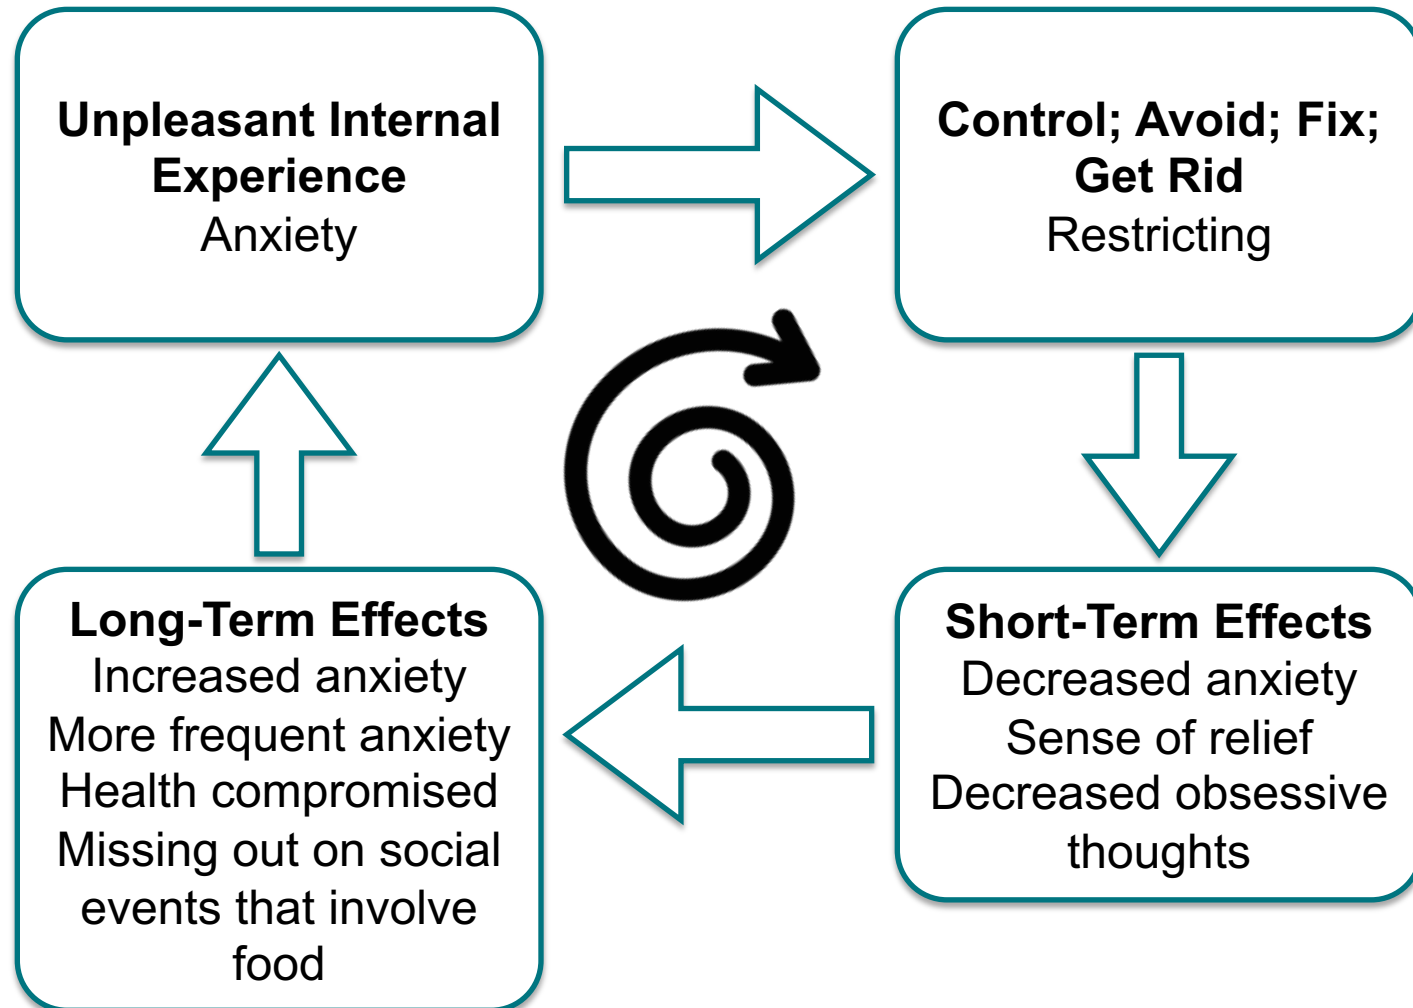 Unpleasant Internal
Experience
Anxiety
Control; Avoid; Fix;
Get Rid
Restricting
Short-Term Effects
Decreased anxiety
Sense of relief
Decreased obsessive
thoughts
Long-Term Effects
Increased anxiety
More frequent anxiety
Health compromised
Missing out on social
events that involve
food